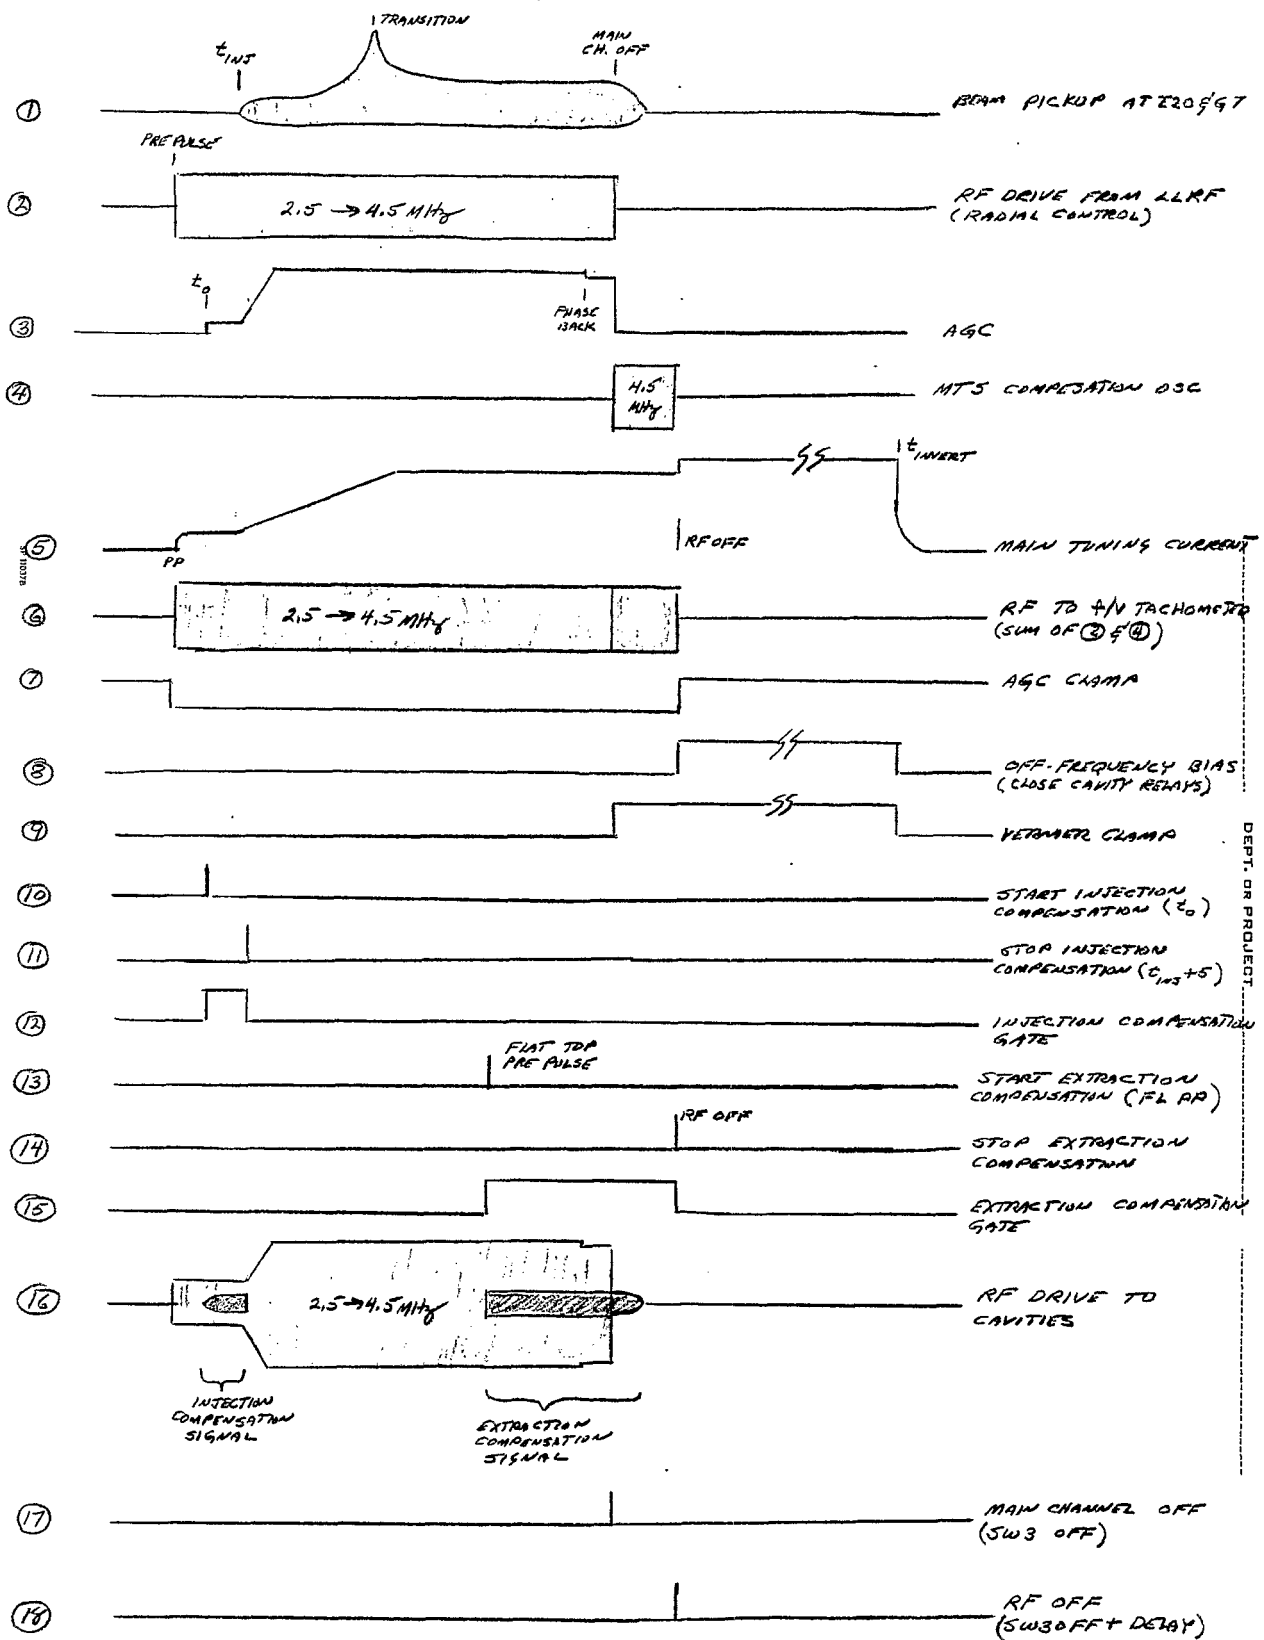 TRANSITION
t INJ
MAIN
CH. OFF
① BEAM PICKUP AT I20 & G7
PRE PULSE
② 2.5 → 4.5 MHz RF DRIVE FROM LLRF
(RADIAL CONTROL)
t₀
PHASE
BACK
③ AGC
④ 4.5
MHz
MTS COMPESATION OSC
t INVERT
⑤ PP RF OFF MAIN TUNING CURRENT
⑥ 2.5 → 4.5 MHz RF TO f/V TACHOMETER
(SUM OF ② & ④)
⑦ AGC CLAMP
⑧ OFF-FREQUENCY BIAS
(CLOSE CAVITY RELAYS)
⑨ VERNIER CLAMP
⑩ START INJECTION
COMPENSATION (t₀)
⑪ STOP INJECTION
COMPENSATION (t INJ +5)
⑫ INJECTION COMPENSATION
GATE
FLAT TOP
PRE PULSE
⑬ START EXTRACTION
COMPENSATION (FL PP)
RF OFF
⑭ STOP EXTRACTION
COMPENSATION
⑮ EXTRACTION COMPENSATION
GATE
⑯ 2.5 → 4.5 MHz RF DRIVE TO
CAVITIES
INJECTION
COMPENSATION
SIGNAL
EXTRACTION
COMPENSATION
SIGNAL
⑰ MAIN CHANNEL OFF
(SW3 OFF)
⑱ RF OFF
(SW3 OFF + DELAY)
DEPT. OR PROJECT